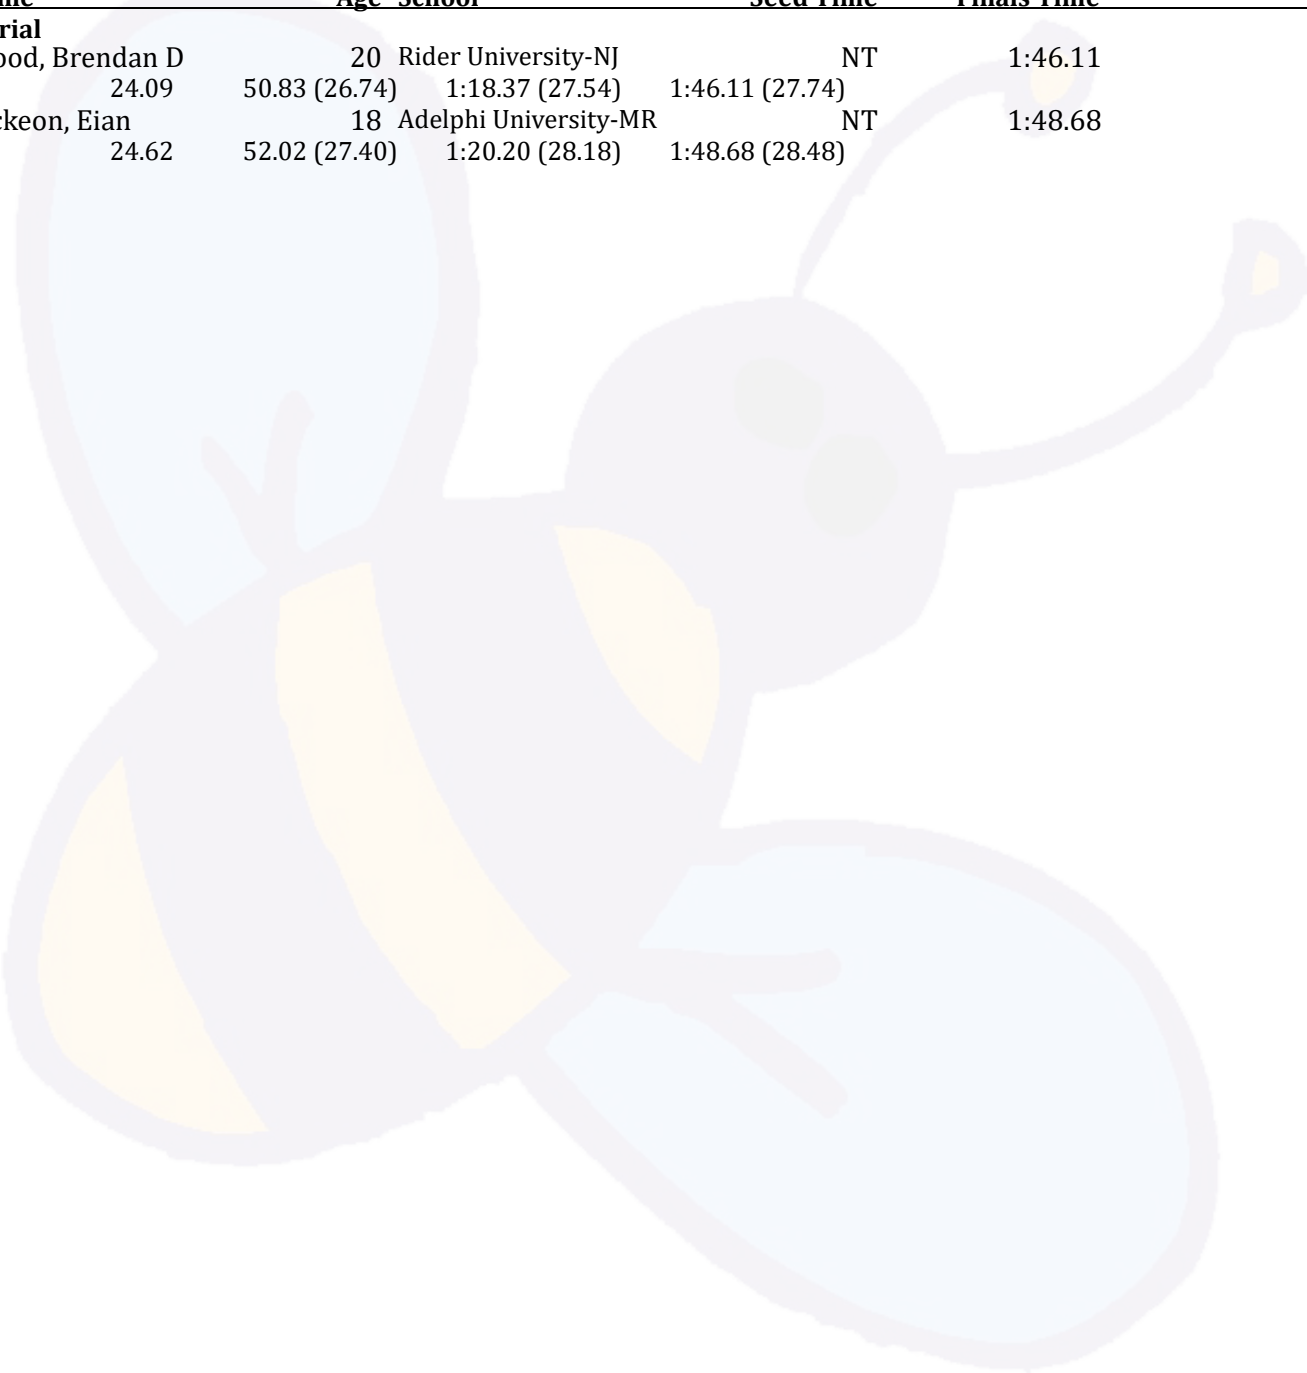 Age School Seed Time Finals Time
rial
ood, Brendan D 20 Rider University-NJ NT 1:46.11
24.09 50.83 (26.74) 1:18.37 (27.54) 1:46.11 (27.74)
ckeon, Eian 18 Adelphi University-MR NT 1:48.68
24.62 52.02 (27.40) 1:20.20 (28.18) 1:48.68 (28.48)